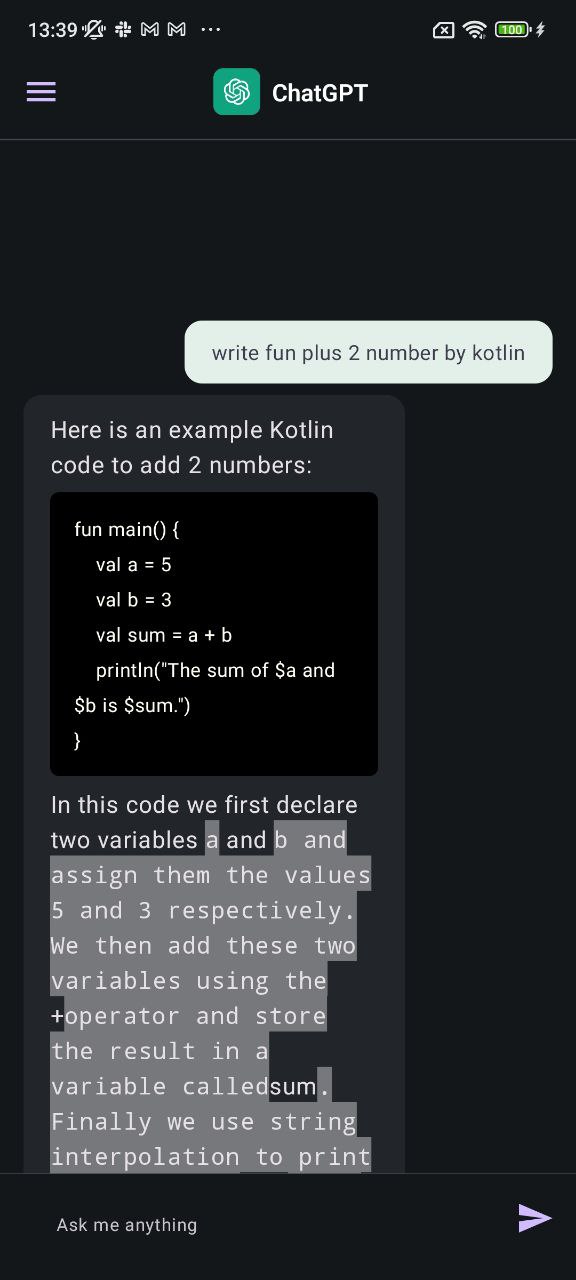 13:39
100
ChatGPT
write fun plus 2 number by kotlin
Here is an example Kotlin
code to add 2 numbers:
fun main() {
val a = 5
val b = 3
val sum = a + b
println("The sum of $a and
$b is $sum.")
}
In this code we first declare
two variables a and b and
assign them the values
5 and 3 respectively.
We then add these two
variables using the
+operator and store
the result in a
variable calledsum.
Finally we use string
interpolation to print
Ask me anything